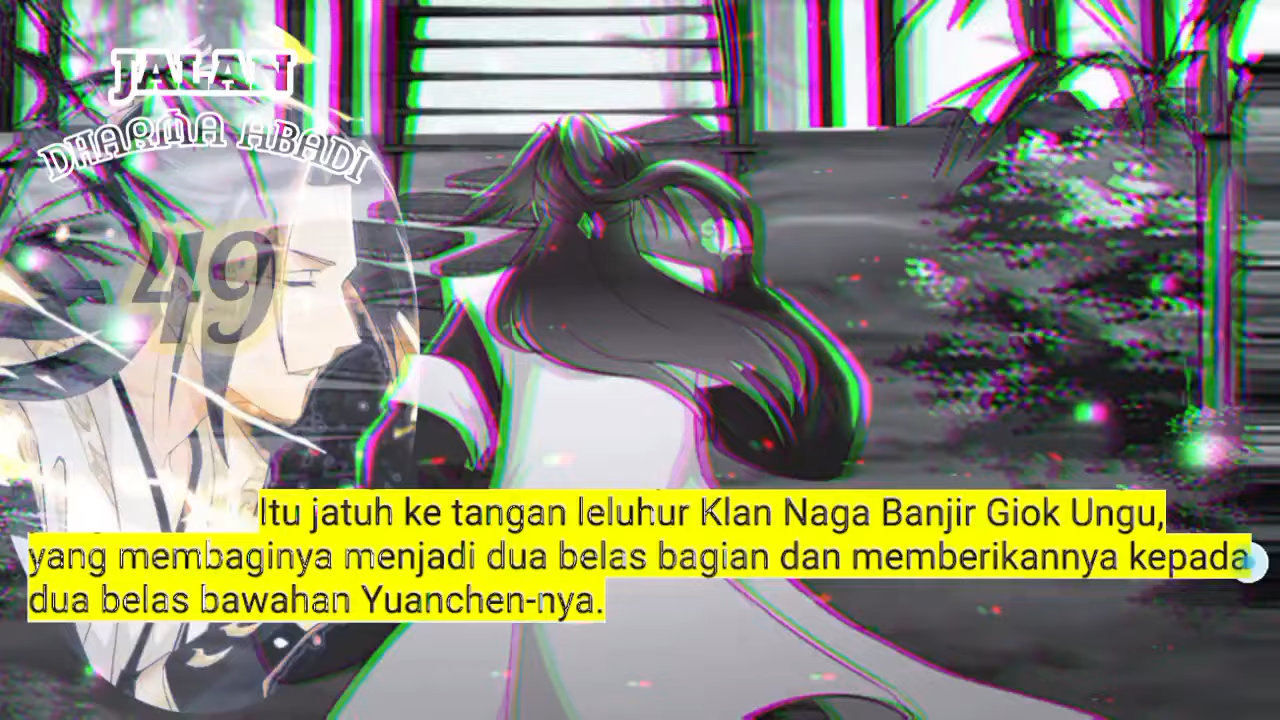 JALAN
DHARMA ABADI
49
Itu jatuh ke tangan leluhur Klan Naga Banjir Giok Ungu,
yang membaginya menjadi dua belas bagian dan memberikannya kepada
dua belas bawahan Yuanchen-nya.